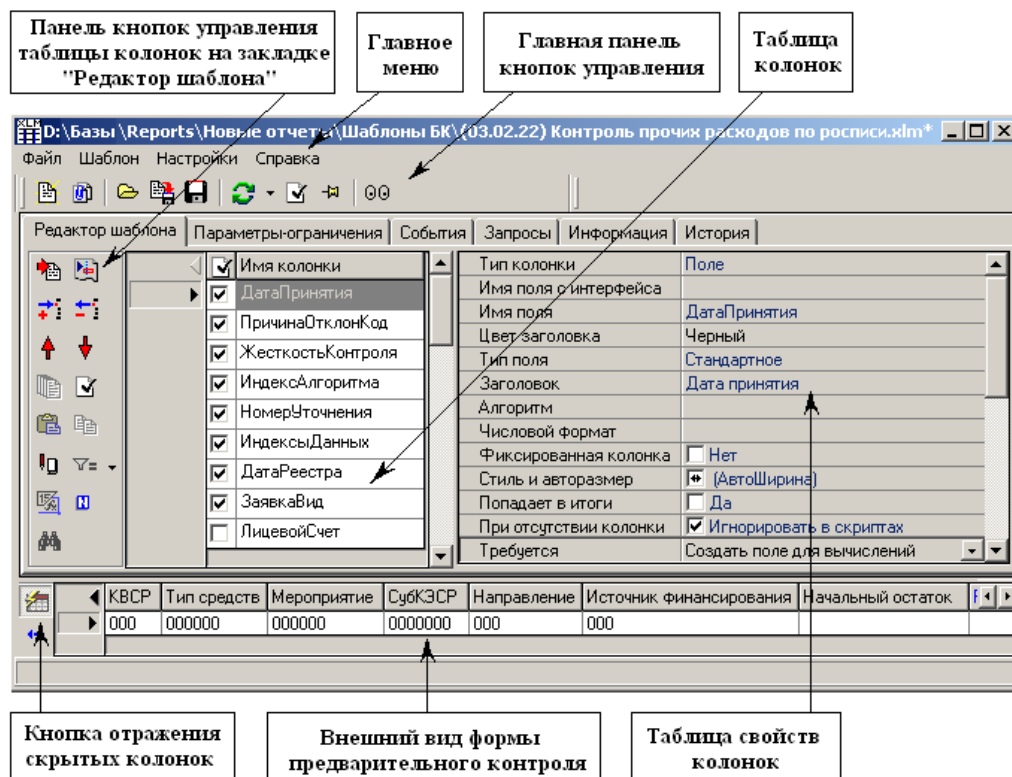 Панель кнопок управления
таблицы колонок на закладке
"Редактор шаблона"
Главное
меню
Главная панель
кнопок управления
Таблица
колонок
D:\Базы\Reports\Новые отчеты\Шаблоны БК\(03.02.22) Контроль прочих расходов по росписи.xlm*
Файл Шаблон Настройки Справка
Редактор шаблона Параметры-ограничения События Запросы Информация История
Имя колонки
ДатаПринятия
ПричинаОтклонКод
ЖесткостьКонтроля
ИндексАлгоритма
НомерУточнения
ИндексыДанных
ДатаРеестра
ЗаявкаВид
ЛицевойСчет
Тип колонки Поле
Имя поля с интерфейса
Имя поля ДатаПринятия
Цвет заголовка Черный
Тип поля Стандартное
Заголовок Дата принятия
Алгоритм
Числовой формат
Фиксированная колонка Нет
Стиль и авторазмер (АвтоШирина)
Попадает в итоги Да
При отсутствии колонки Игнорировать в скриптах
Требуется Создать поле для вычислений
КВСР Тип средств Мероприятие СубКЭСР Направление Источник финансирования Начальный остаток
000 000000 000000 0000000 000 000
Кнопка отражения
скрытых колонок
Внешний вид формы
предварительного контроля
Таблица свойств
колонок